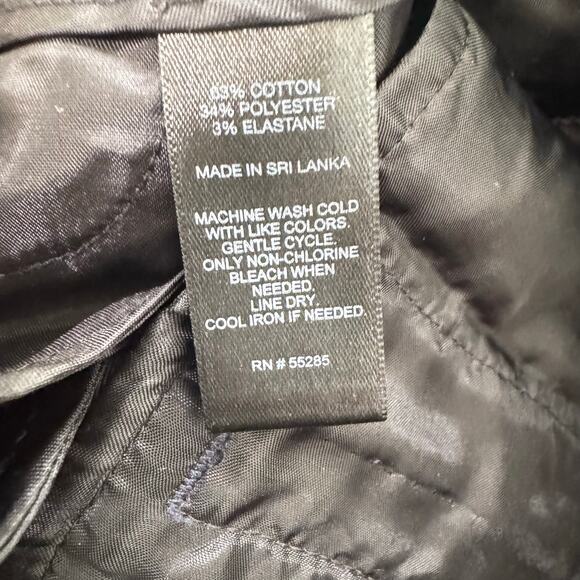 63% COTTON
34% POLYESTER
3% ELASTANE
MADE IN SRI LANKA
MACHINE WASH COLD
WITH LIKE COLORS.
GENTLE CYCLE.
ONLY NON-CHLORINE
BLEACH WHEN
NEEDED.
LINE DRY.
COOL IRON IF NEEDED
RN # 55285